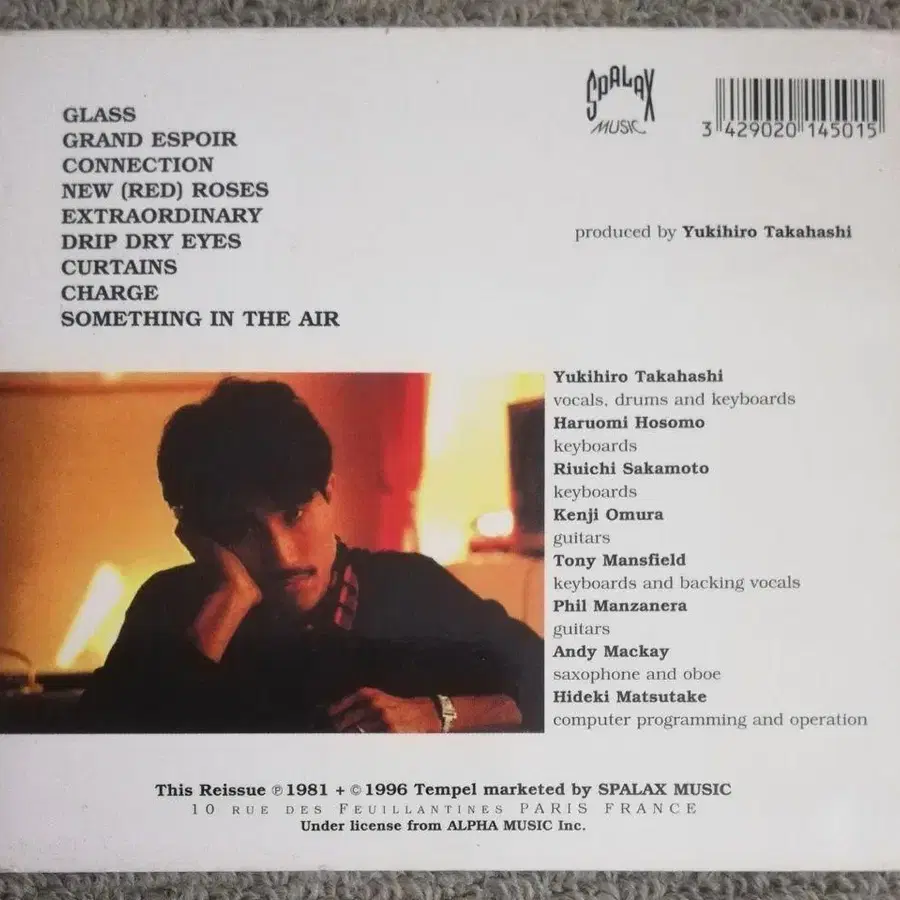 GLASS
GRAND ESPOIR
CONNECTION
NEW (RED) ROSES
EXTRAORDINARY
DRIP DRY EYES
CURTAINS
CHARGE
SOMETHING IN THE AIR
SPALAX
MUSIC
3 429020 145015
produced by Yukihiro Takahashi
Yukihiro Takahashi
vocals, drums and keyboards
Haruomi Hosomo
keyboards
Riuichi Sakamoto
keyboards
Kenji Omura
guitars
Tony Mansfield
keyboards and backing vocals
Phil Manzanera
guitars
Andy Mackay
saxophone and oboe
Hideki Matsutake
computer programming and operation
This Reissue ℗ 1981 + © 1996 Tempel marketed by SPALAX MUSIC
10 RUE DES FEUILLANTINES PARIS FRANCE
Under license from ALPHA MUSIC Inc.